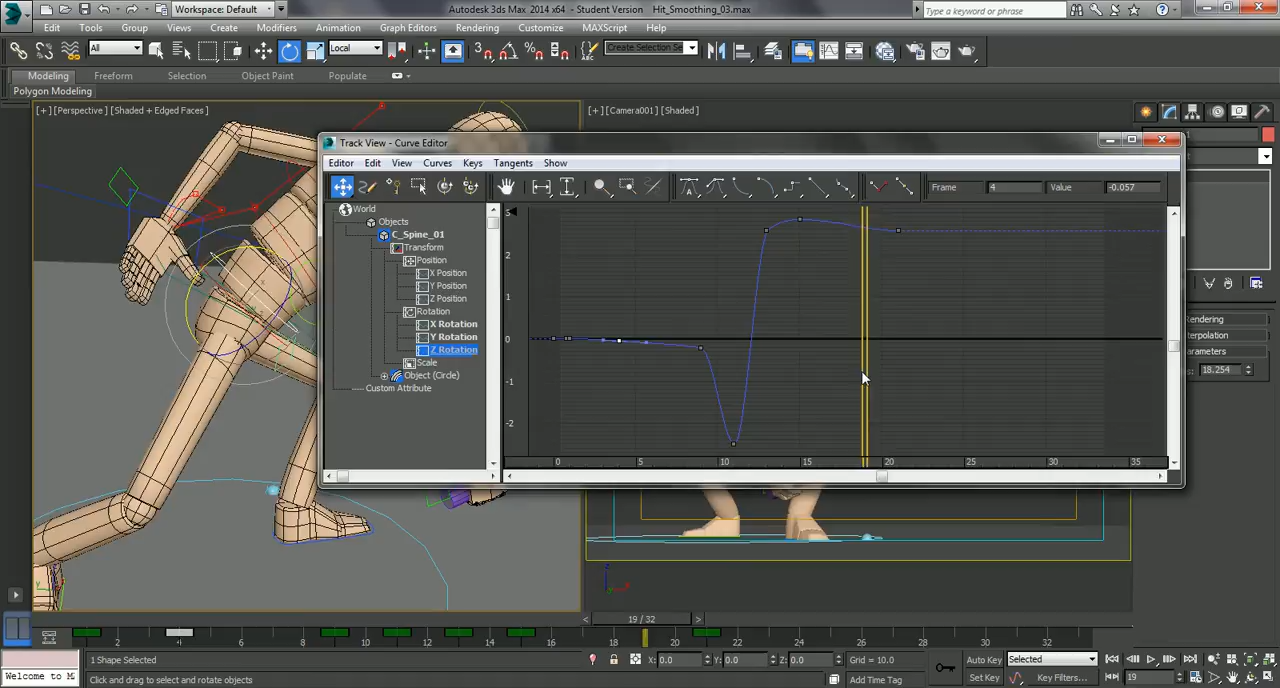 Workspace: Default
Autodesk 3ds Max 2014 x64 - Student Version Hit_Smoothing_03.max
Type a keyword or phrase
Edit Tools Group Views Create Modifiers Animation Graph Editors Rendering Customize MAXScript Help
All
Local
Create Selection Se
Modeling Freeform Selection Object Paint Populate
Polygon Modeling
[+] [Perspective] [Shaded + Edged Faces]
[+] [Camera001] [Shaded]
Track View - Curve Editor
Editor Edit View Curves Keys Tangents Show
Frame 4 Value -0.057
World
Objects
C_Spine_01
Transform
Position
X Position
Y Position
Z Position
Rotation
X Rotation
Y Rotation
Z Rotation
Scale
Object (Circle)
Custom Attribute
2
1
0
-1
-2
0 5 10 15 20 25 30 35
Rendering
terpolation
arameters
18.254
19 / 32
2 4 6 8 10 12 14 16 18 20 22 24 26 28 30 32
1 Shape Selected
X: 0.0 Y: 0.0 Z: 0.0 Grid = 10.0
Auto Key Selected
Welcome to M
Click and drag to select and rotate objects
Add Time Tag
Set Key Key Filters... 19